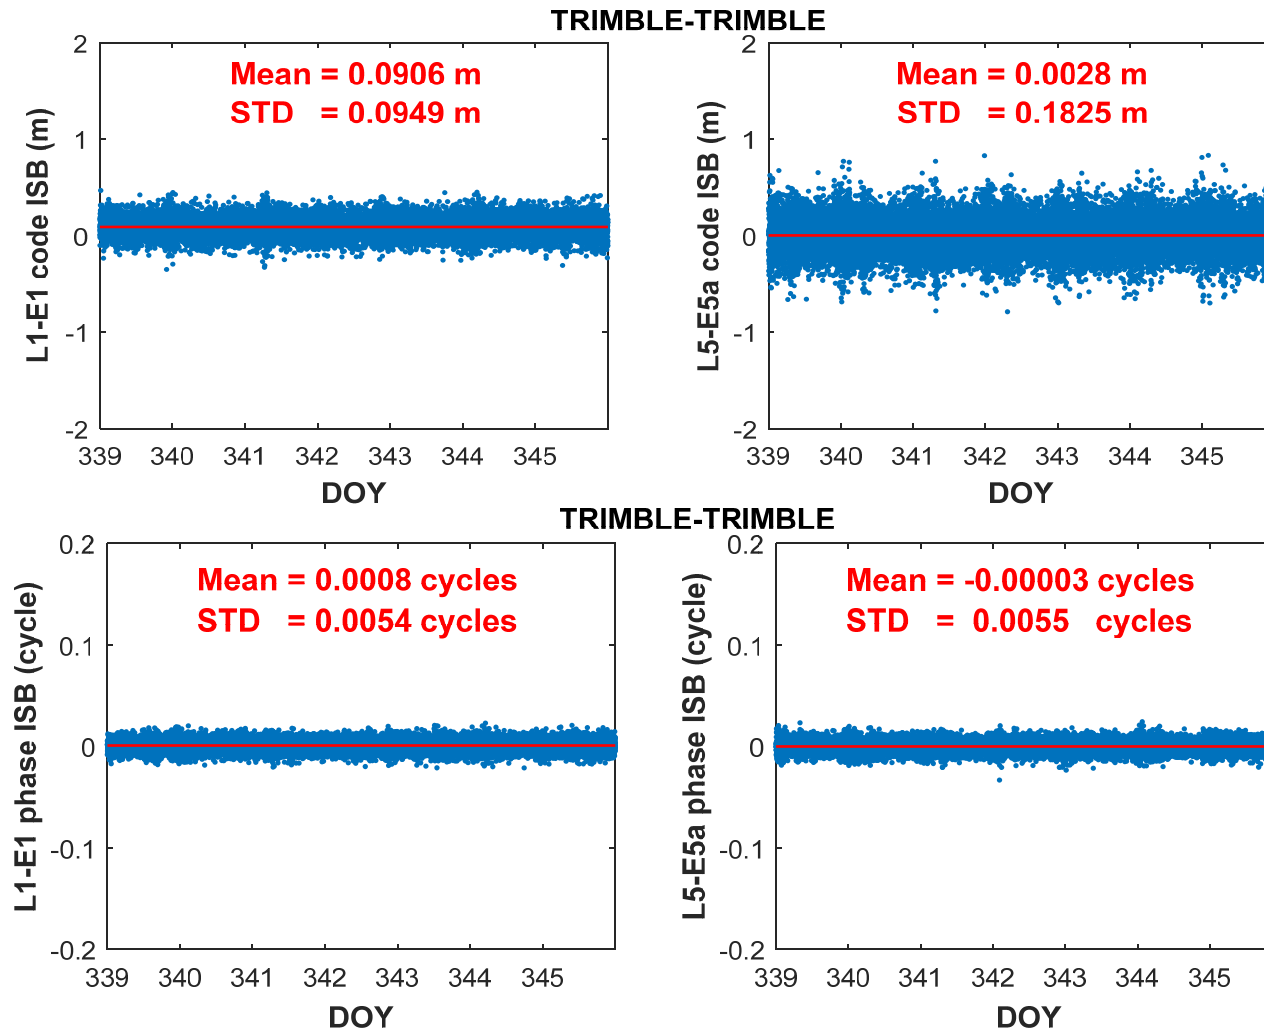 TRIMBLE-TRIMBLE
L1-E1 code ISB (m)
2
1
0
-1
-2
Mean = 0.0906 m
STD = 0.0949 m
339 340 341 342 343 344 345
DOY
L5-E5a code ISB (m)
2
1
0
-1
-2
Mean = 0.0028 m
STD = 0.1825 m
339 340 341 342 343 344 345
DOY
TRIMBLE-TRIMBLE
L1-E1 phase ISB (cycle)
0.2
0.1
0
-0.1
-0.2
Mean = 0.0008 cycles
STD = 0.0054 cycles
339 340 341 342 343 344 345
DOY
L5-E5a phase ISB (cycle)
0.2
0.1
0
-0.1
-0.2
Mean = -0.00003 cycles
STD = 0.0055 cycles
339 340 341 342 343 344 345
DOY